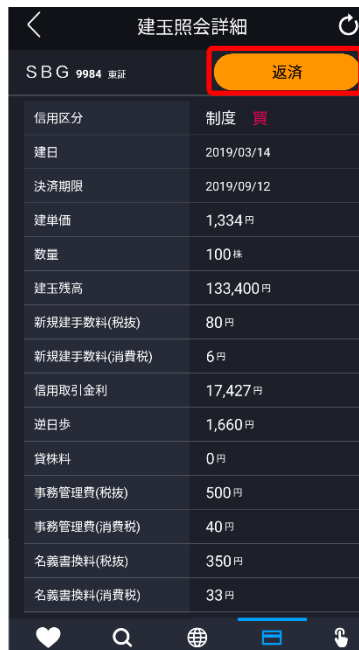 建玉照会詳細
SBG 9984 東証
返済
信用区分 制度 買
建日 2019/03/14
決済期限 2019/09/12
建単価 1,334円
数量 100株
建玉残高 133,400円
新規建手数料(税抜) 80円
新規建手数料(消費税) 6円
信用取引金利 17,427円
逆日歩 1,660円
貸株料 0円
事務管理費(税抜) 500円
事務管理費(消費税) 40円
名義書換料(税抜) 350円
名義書換料(消費税) 33円